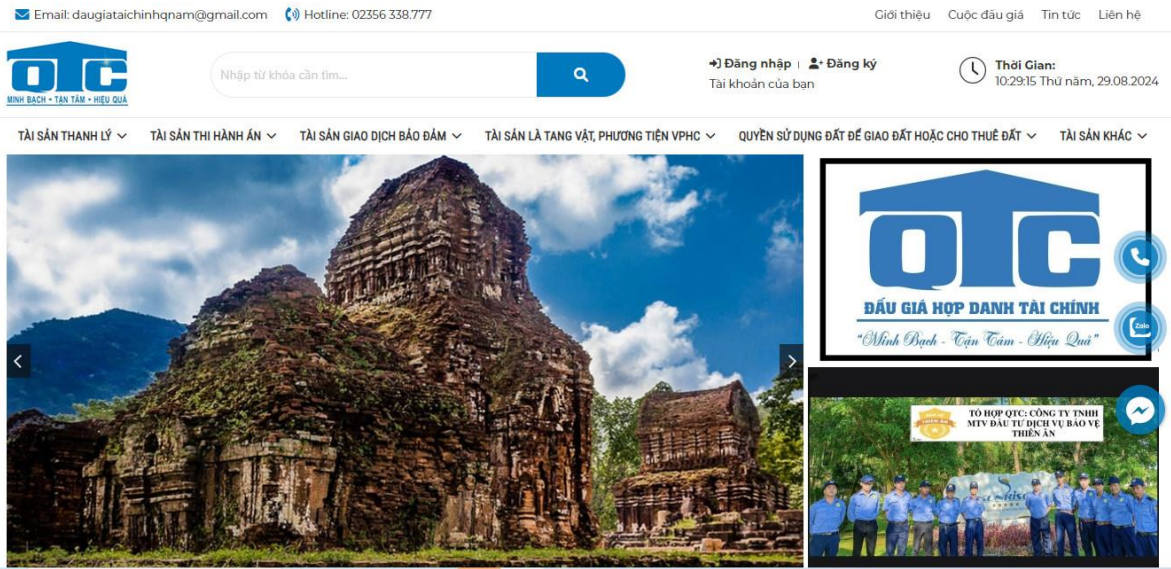 Email: daugiataichinhqnam@gmail.com
Hotline: 02356 338.777
Giới thiệu
Cuộc đấu giá
Tin tức
Liên hệ
QTC
MINH BẠCH • TẬN TÂM • HIỆU QUẢ
Nhập từ khóa cần tìm...
Đăng nhập | Đăng ký
Tài khoản của bạn
Thời Gian:
10:29:15 Thứ năm, 29.08.2024
TÀI SẢN THANH LÝ
TÀI SẢN THI HÀNH ÁN
TÀI SẢN GIAO DỊCH BẢO ĐẢM
TÀI SẢN LÀ TANG VẬT, PHƯƠNG TIỆN VPHC
QUYỀN SỬ DỤNG ĐẤT ĐỂ GIAO ĐẤT HOẶC CHO THUÊ ĐẤT
TÀI SẢN KHÁC
QTC
ĐẤU GIÁ HỢP DANH TÀI CHÍNH
"Minh Bạch - Tận Tâm - Hiệu Quả"
Zalo
TỔ HỢP QTC: CÔNG TY TNHH
MTV ĐẦU TƯ DỊCH VỤ BẢO VỆ
THIÊN ÂN
THIÊN ÂN